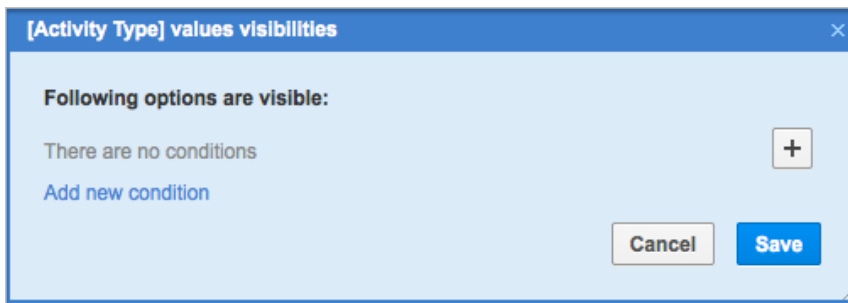 [Activity Type] values visibilities
Following options are visible:
There are no conditions
Add new condition
Cancel Save